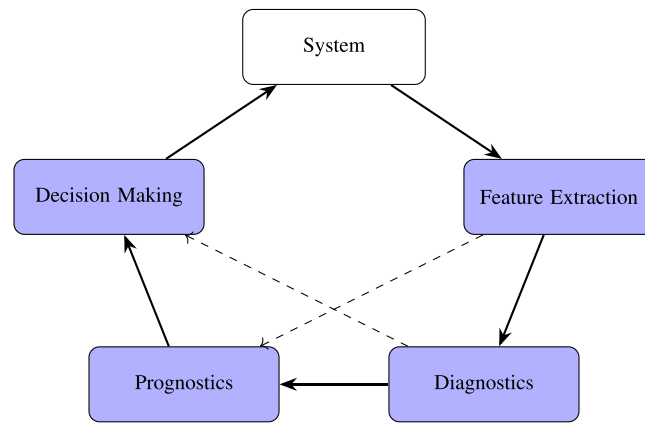 System
Decision Making
Feature Extraction
Prognostics
Diagnostics